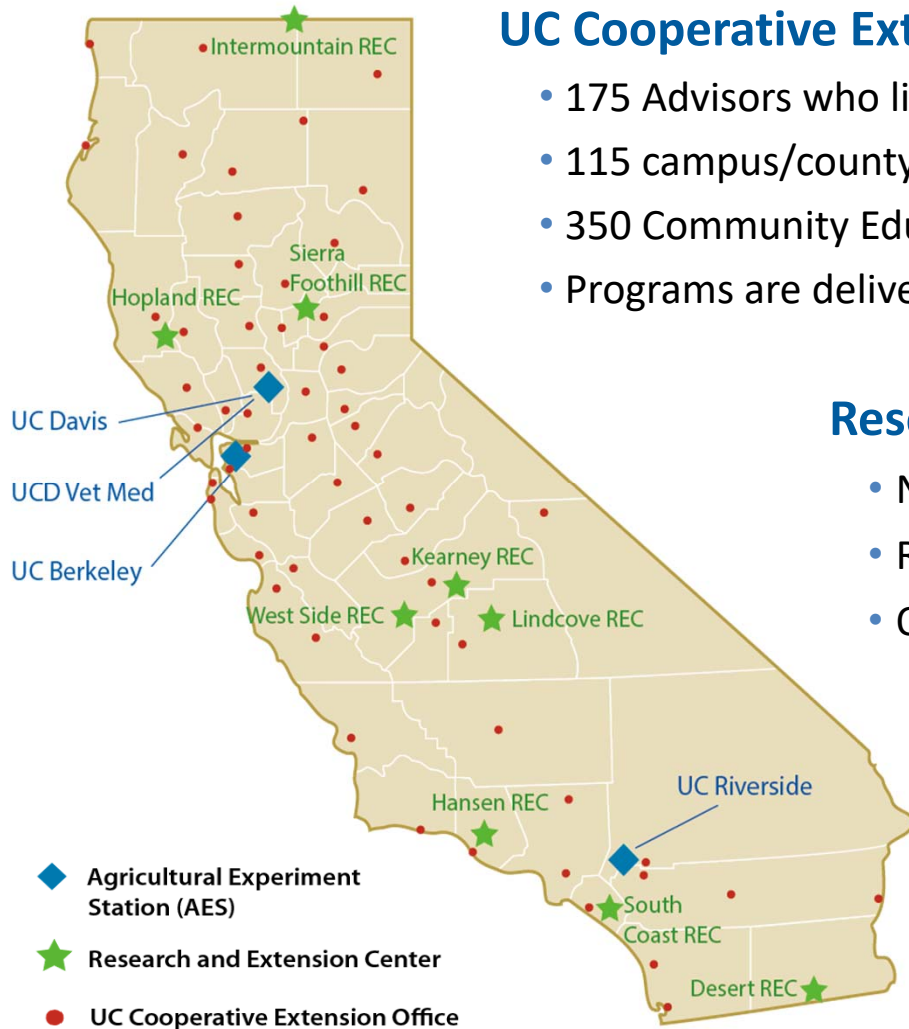 UC Cooperative Ext
• 175 Advisors who li
• 115 campus/county
• 350 Community Edu
• Programs are delive
Rese
• N
• R
• C
Intermountain REC
Sierra
Foothill REC
Hopland REC
UC Davis
UCD Vet Med
UC Berkeley
Kearney REC
West Side REC
Lindcove REC
UC Riverside
Hansen REC
South
Coast REC
Desert REC
Agricultural Experiment
Station (AES)
Research and Extension Center
UC Cooperative Extension Office